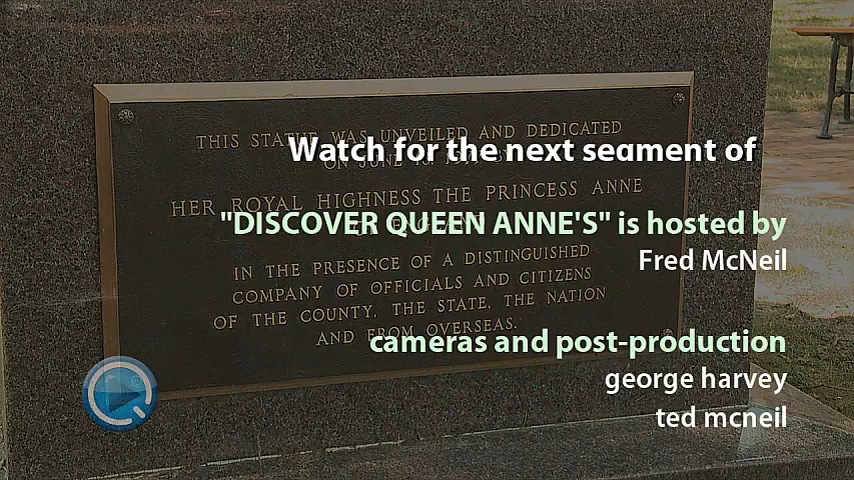 THIS STATUE WAS UNVEILED AND DEDICATED
Watch for the next segment of
ON JUNE
HER ROYAL HIGHNESS THE PRINCESS ANNE
"DISCOVER QUEEN ANNE'S" is hosted by
Fred McNeil
IN THE PRESENCE OF A DISTINGUISHED
COMPANY OF OFFICIALS AND CITIZENS
OF THE COUNTY, THE STATE, THE NATION
AND FROM OVERSEAS.
cameras and post-production
george harvey
ted mcneil